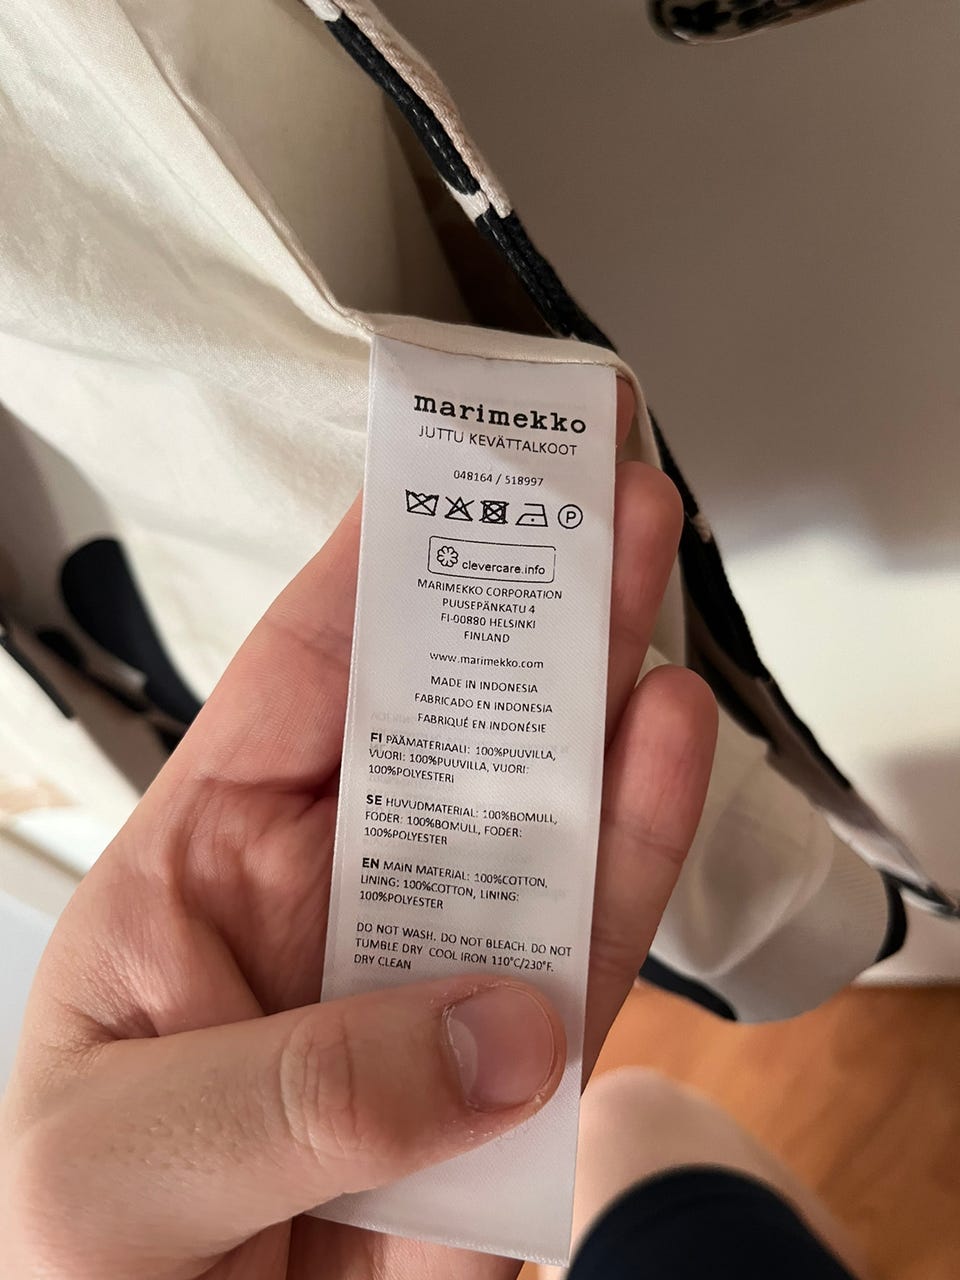 marimekko
JUTTU KEVÄTTALKOOT
048164 / 518997
P
clevercare.info
MARIMEKKO CORPORATION
PUUSEPÄNKATU 4
FI-00880 HELSINKI
FINLAND
www.marimekko.com
MADE IN INDONESIA
FABRICADO EN INDONESIA
FABRIQUÉ EN INDONÉSIE
FI PÄÄMATERIAALI: 100%PUUVILLA,
VUORI: 100%PUUVILLA, VUORI:
100%POLYESTERI
SE HUVUDMATERIAL: 100%BOMULL,
FODER: 100%BOMULL, FODER:
100%POLYESTER
EN MAIN MATERIAL: 100%COTTON,
LINING: 100%COTTON, LINING:
100%POLYESTER
DO NOT WASH. DO NOT BLEACH. DO NOT
TUMBLE DRY COOL IRON 110°C/230°F.
DRY CLEAN